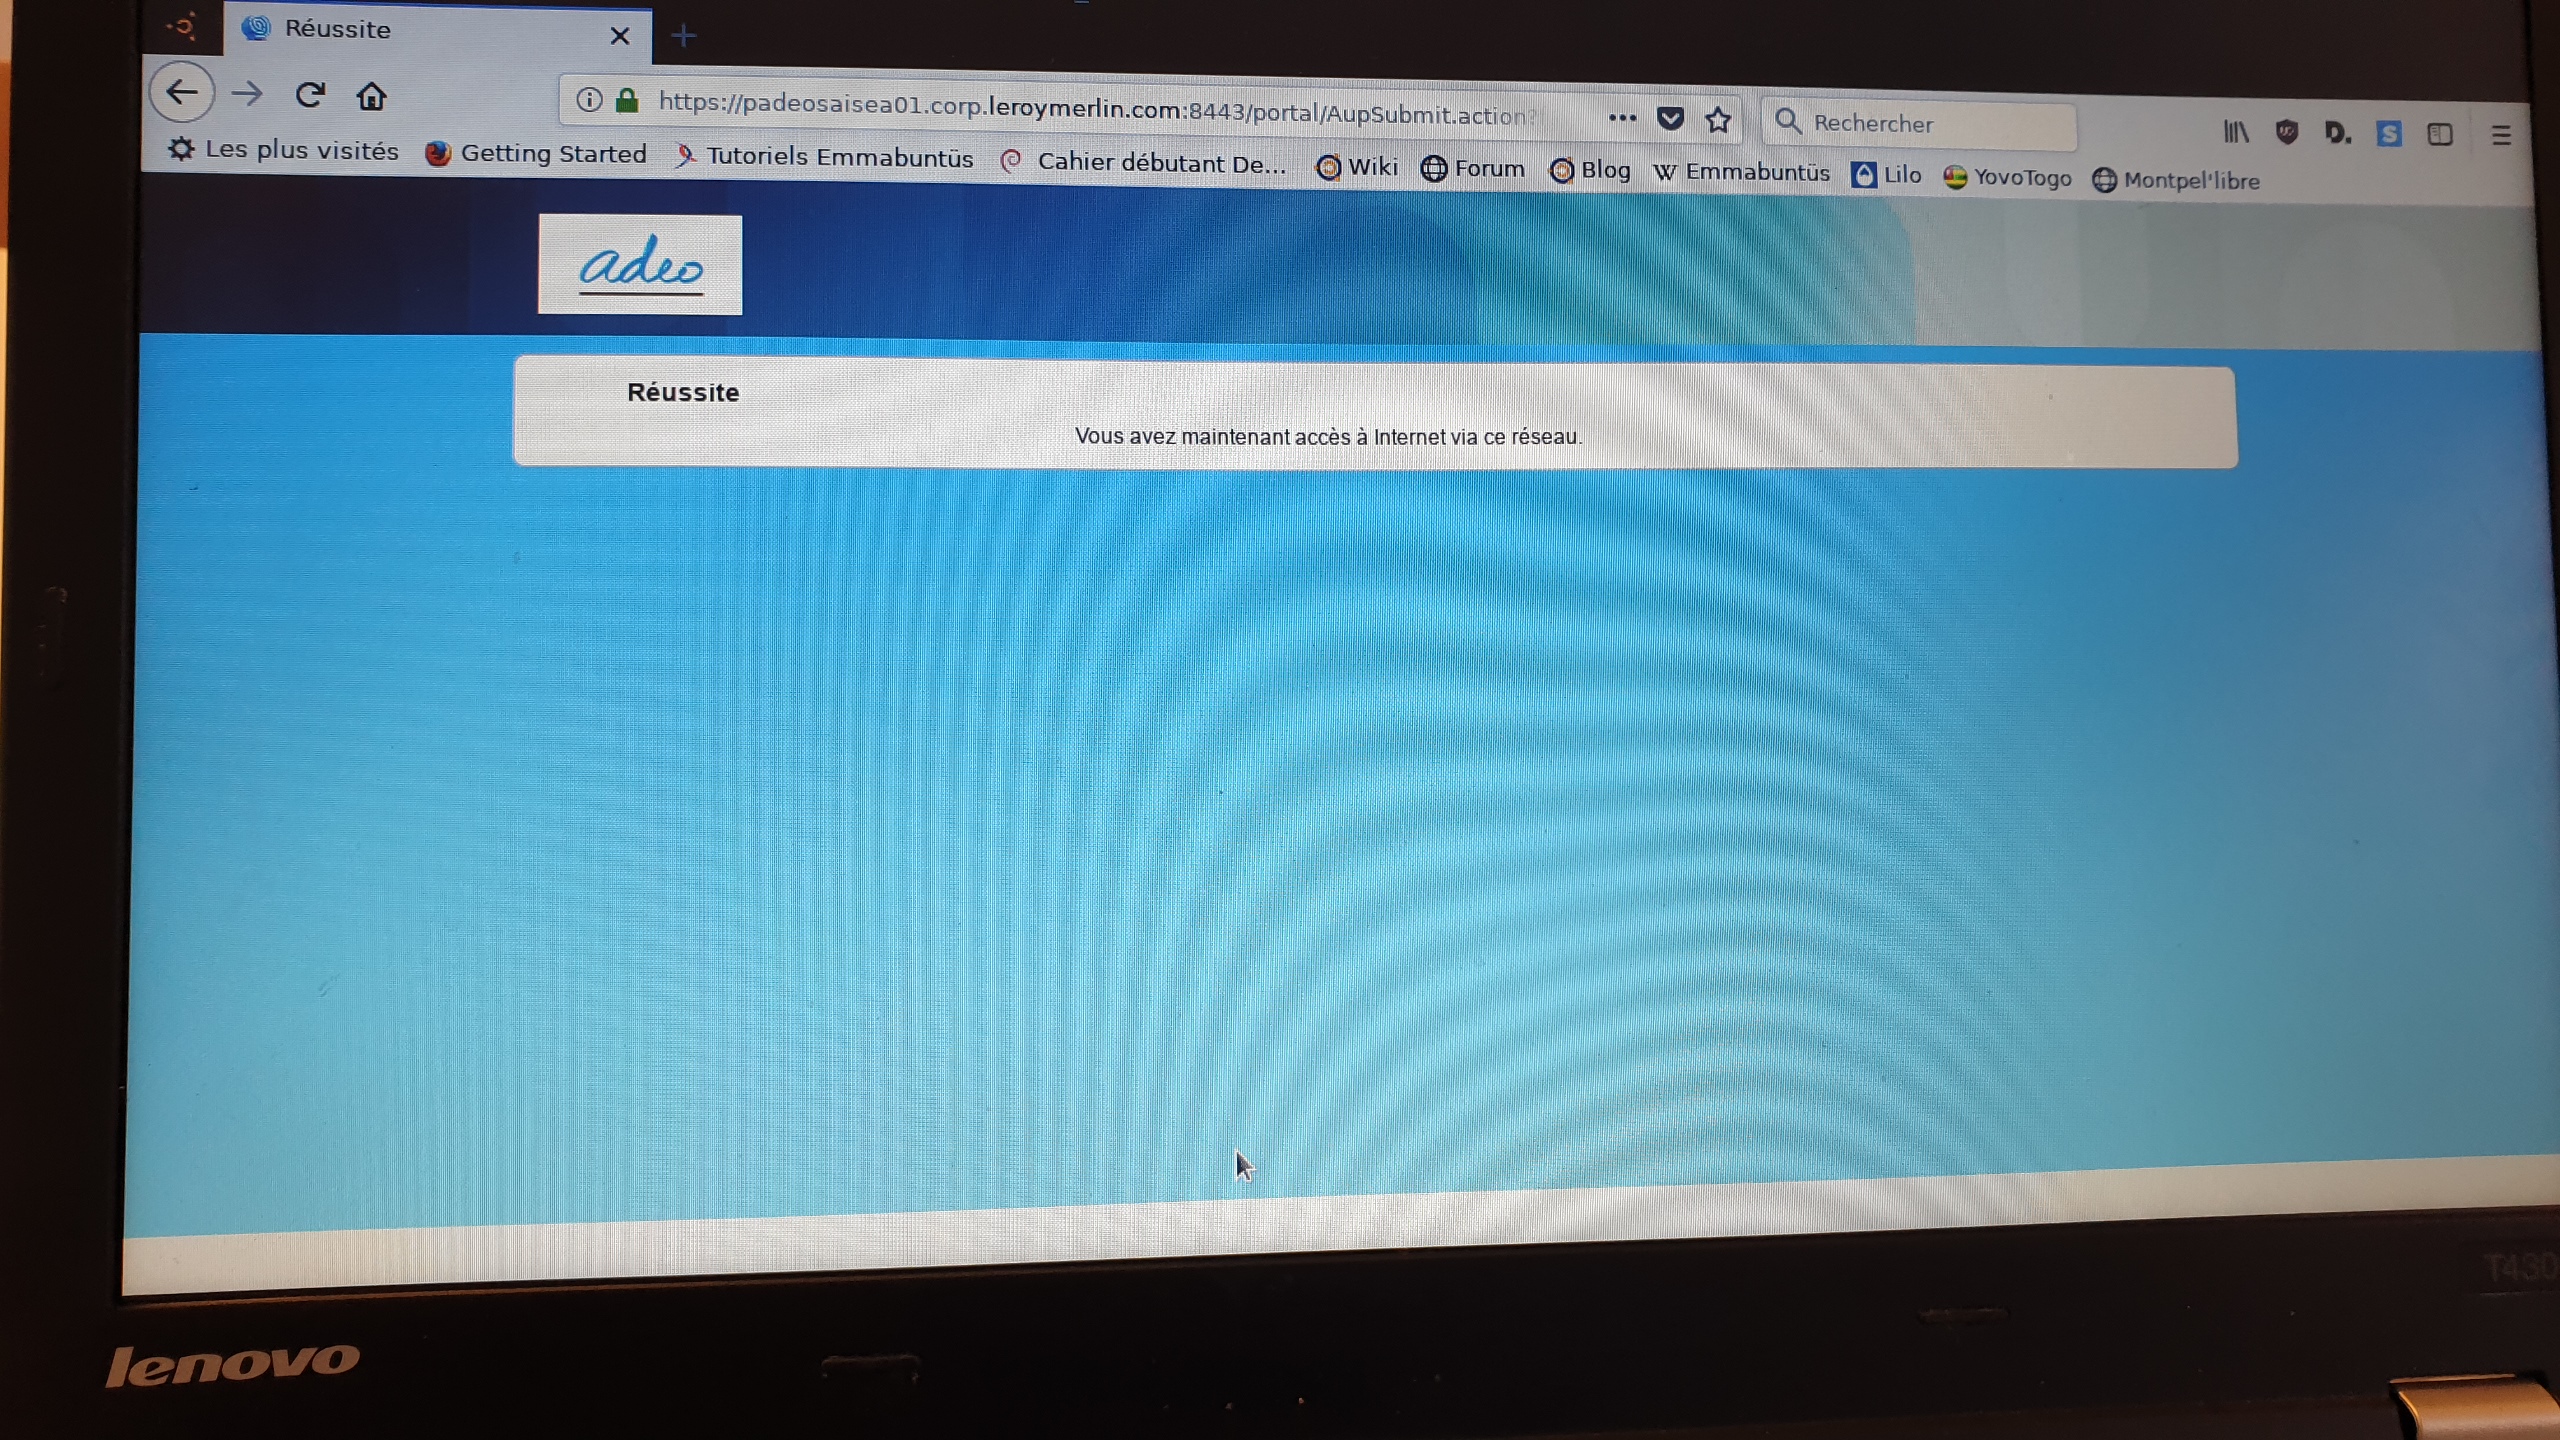 Réussite
https://padeosaisea01.corp.leroymerlin.com:8443/portal/AupSubmit.action?
Rechercher
Les plus visités Getting Started Tutoriels Emmabuntüs Cahier débutant De... Wiki Forum Blog Emmabuntüs Lilo YovoTogo Montpel'libre
adeo
Réussite
Vous avez maintenant accès à Internet via ce réseau.
T430
lenovo